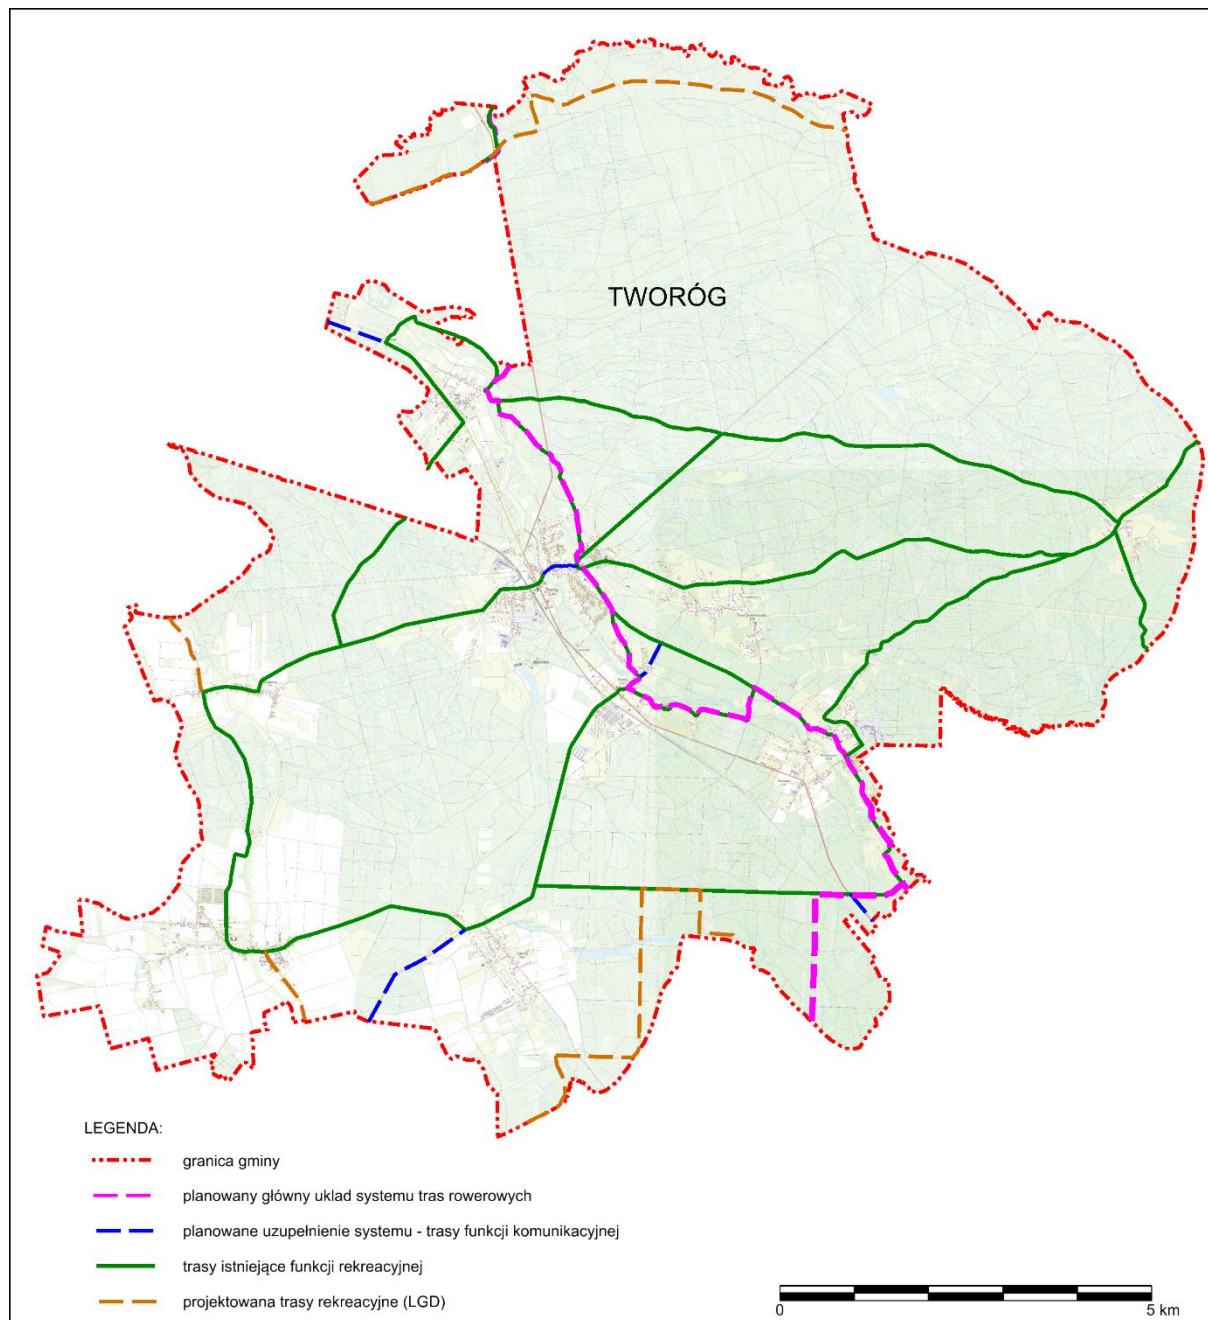 TWORÓG
LEGENDA:
granica gminy
planowany główny uklad systemu tras rowerowych
planowane uzupełnienie systemu - trasy funkcji komunikacyjnej
trasy istniejące funkcji rekreacyjnej
projektowana trasy rekreacyjne (LGD)
0 5 km